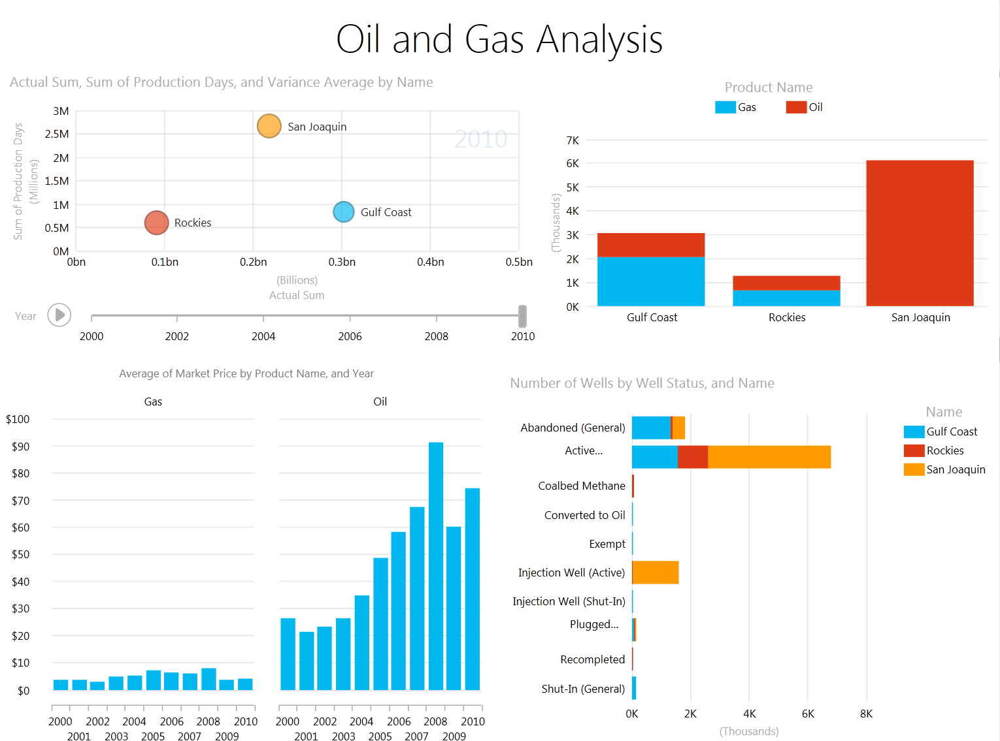 Oil and Gas Analysis
Actual Sum, Sum of Production Days, and Variance Average by Name
Sum of Production Days
(Millions)
3M
2.5M
2M
1.5M
1M
0.5M
0M
San Joaquin
2010
Gulf Coast
Rockies
0bn 0.1bn 0.2bn 0.3bn 0.4bn 0.5bn
(Billions)
Actual Sum
Year
2000 2002 2004 2006 2008 2010
Product Name
Gas Oil
(Thousands)
7K
6K
5K
4K
3K
2K
1K
0K
Gulf Coast Rockies San Joaquin
Average of Market Price by Product Name, and Year
Gas Oil
$100
$90
$80
$70
$60
$50
$40
$30
$20
$10
$0
2000 2002 2004 2006 2008 2010 2000 2002 2004 2006 2008 2010
2001 2003 2005 2007 2009 2001 2003 2005 2007 2009
Number of Wells by Well Status, and Name
Abandoned (General)
Active...
Coalbed Methane
Converted to Oil
Exempt
Injection Well (Active)
Injection Well (Shut-In)
Plugged...
Recompleted
Shut-In (General)
0K 2K 4K 6K 8K
(Thousands)
Name
Gulf Coast
Rockies
San Joaquin